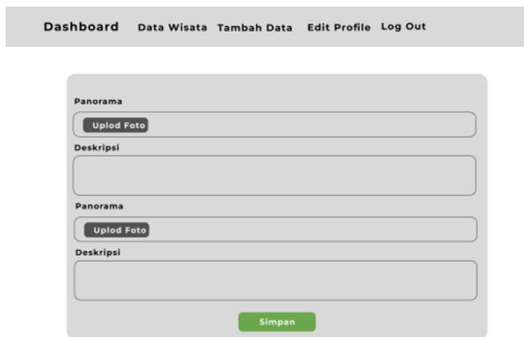 Dashboard Data Wisata Tambah Data Edit Profile Log Out
Panorama
Uplod Foto
Deskripsi
Panorama
Uplod Foto
Deskripsi
Simpan